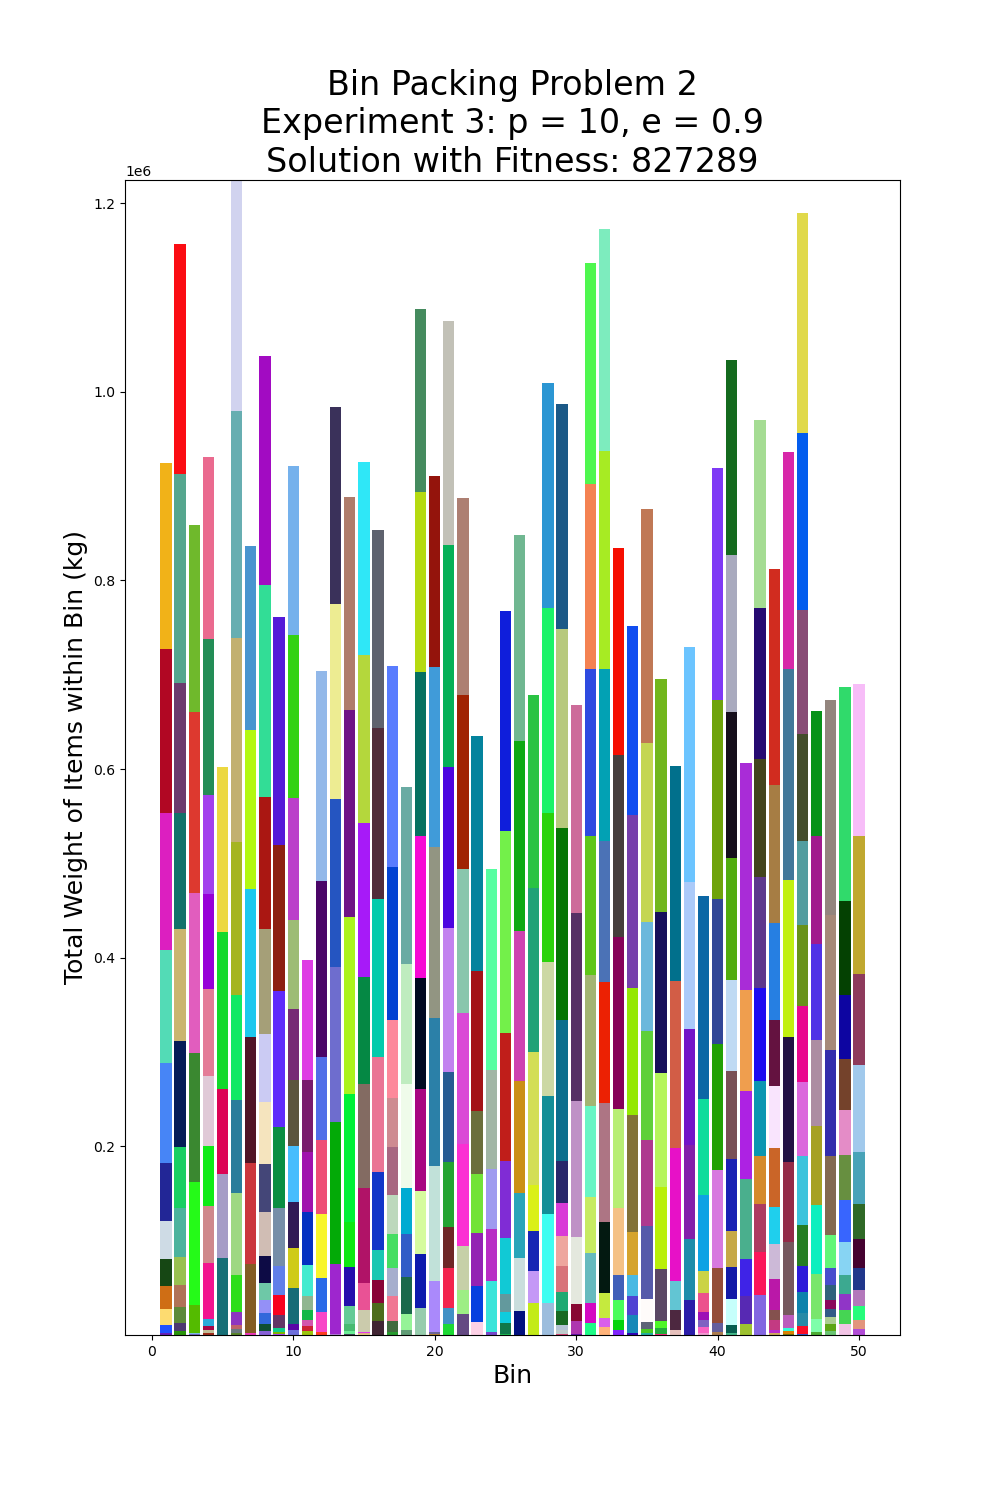 Bin Packing Problem 2
Experiment 3: p = 10, e = 0.9
Solution with Fitness: 827289
1e6
1.2
1.0
0.8
0.6
0.4
0.2
Total Weight of Items within Bin (kg)
0 10 20 30 40 50
Bin